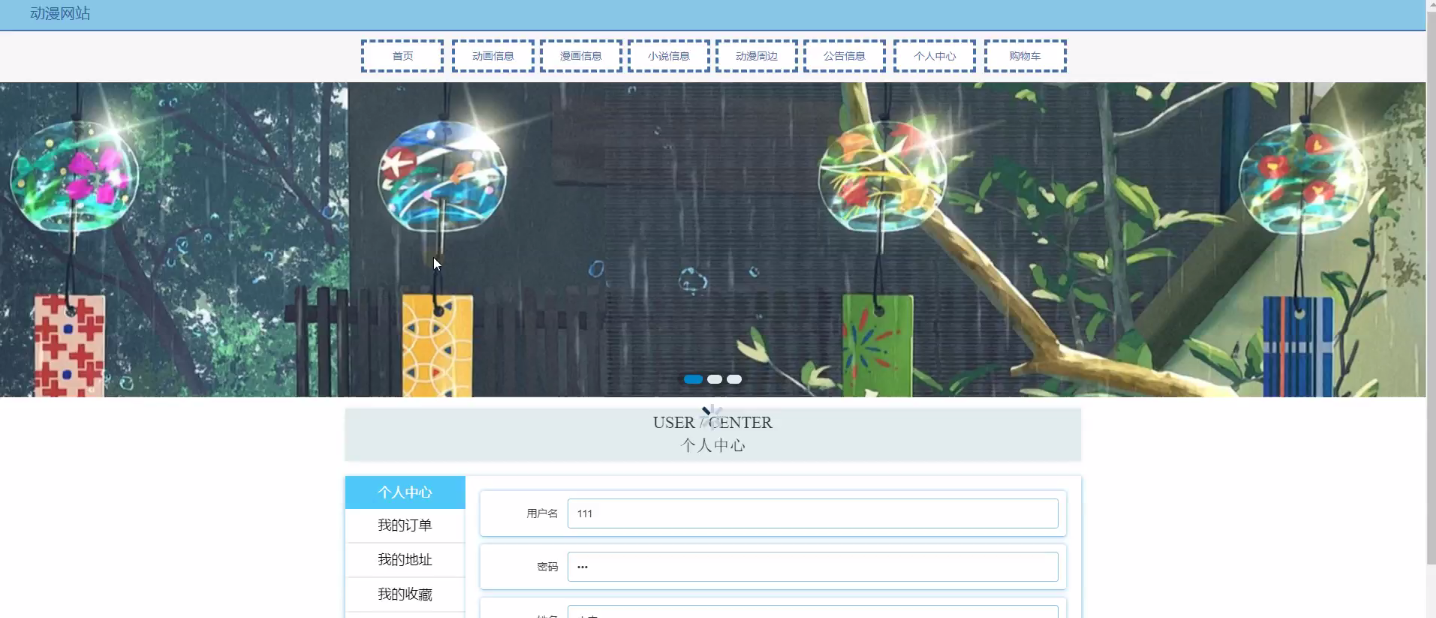 动漫网站
首页 动画信息 漫画信息 小说信息 动漫周边 公告信息 个人中心 购物车
USER / CENTER
个人中心
个人中心
我的订单
我的地址
我的收藏
用户名 111
密码 •••